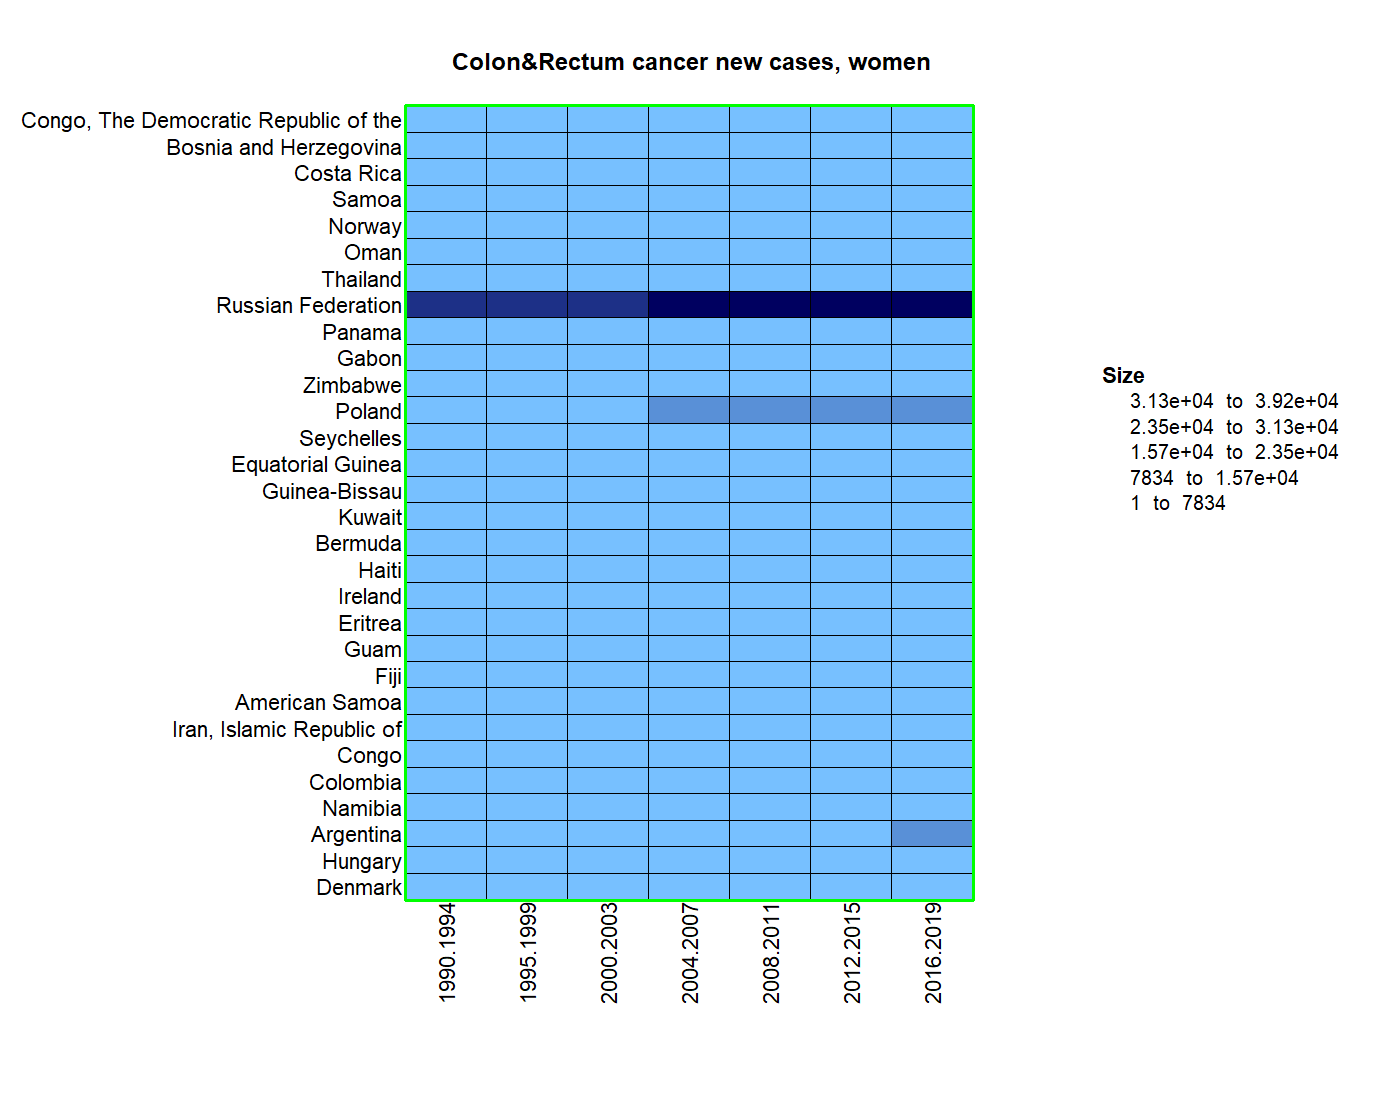 Colon&Rectum cancer new cases, women
Congo, The Democratic Republic of the
Bosnia and Herzegovina
Costa Rica
Samoa
Norway
Oman
Thailand
Russian Federation
Panama
Gabon
Zimbabwe
Poland
Seychelles
Equatorial Guinea
Guinea-Bissau
Kuwait
Bermuda
Haiti
Ireland
Eritrea
Guam
Fiji
American Samoa
Iran, Islamic Republic of
Congo
Colombia
Namibia
Argentina
Hungary
Denmark
1990.1994
1995.1999
2000.2003
2004.2007
2008.2011
2012.2015
2016.2019
Size
3.13e+04 to 3.92e+04
2.35e+04 to 3.13e+04
1.57e+04 to 2.35e+04
7834 to 1.57e+04
1 to 7834